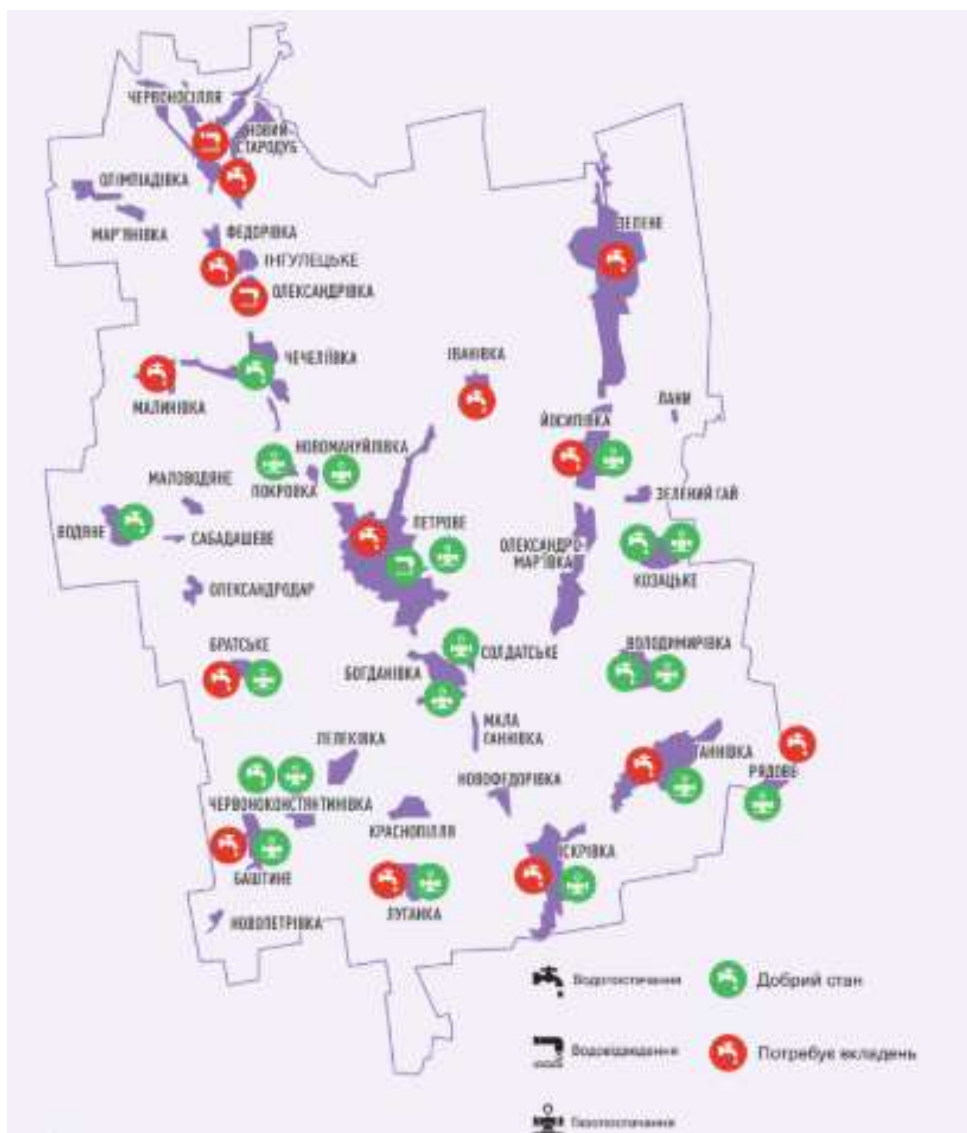 ЧЕРВОНОСІЛЛЯ
НОВИЙ
СТАРОДУБ
ОЛІМПІАДІВКА
МАР'ЯНІВКА
ФЕДОРІВКА
ЗЕЛЕНЕ
ІНГУЛЕЦЬКЕ
ОЛЕКСАНДРІВКА
ЧЕЧЕЛІЇВКА
ІВАНІВКА
МАЛИНІВКА
ЛАНИ
ЙОСИПІВКА
НОВОМАНУЙЛІВКА
МАЛОВОДЯНЕ
ПОКРОВКА
ЗЕЛЕНИЙ ГАЙ
ВОДЯНЕ
САБАДАШЕВЕ
ПЕТРОВЕ
ОЛЕКСАНДРО-
МАР'ЇВКА
КОЗАЦЬКЕ
ОЛЕКСАНДРОДАР
БРАТСЬКЕ
СОЛДАТСЬКЕ
ВОЛОДИМИРІВКА
БОГДАНІВКА
МАЛА
ГАННІВКА
ЛЕЛЕКІВКА
ГАННІВКА
РЯДОВЕ
НОВОФЕДОРІВКА
ЧЕРВОНОКОСТЯНТИНІВКА
КРАСНОПІЛЛЯ
ІСКРІВКА
БАШТИНЕ
ЛУГАНКА
НОВОПЕТРІВКА
Водопостачання
Добрий стан
Водовідведення
Потребує вкладень
Газопостачання